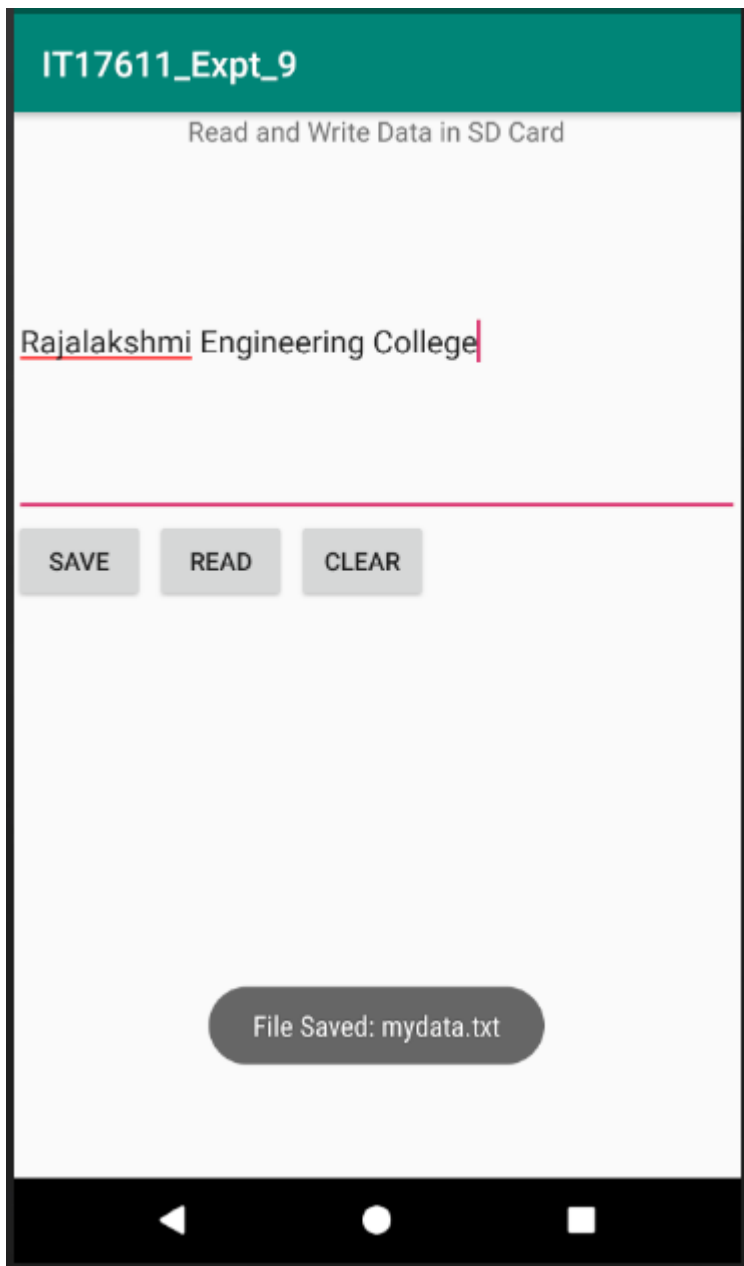 IT17611_Expt_9
Read and Write Data in SD Card
Rajalakshmi Engineering College
SAVE READ CLEAR
File Saved: mydata.txt